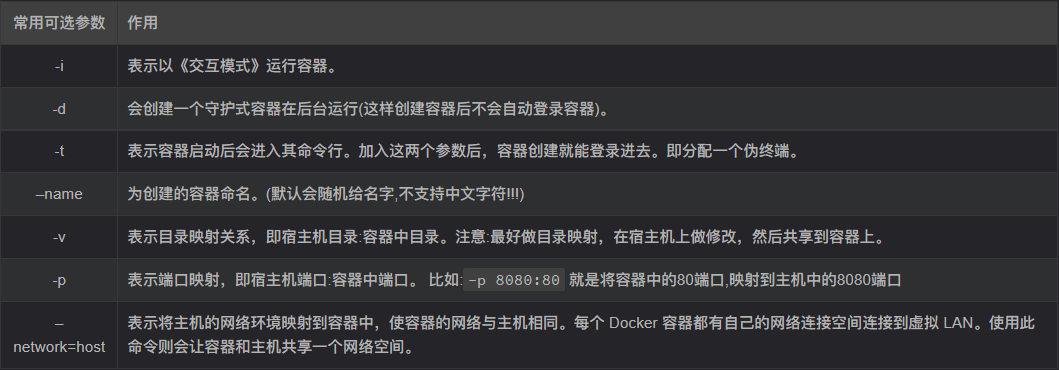 常用可选参数 作用
-i 表示以《交互模式》运行容器。
-d 会创建一个守护式容器在后台运行(这样创建容器后不会自动登录容器)。
-t 表示容器启动后会进入其命令行。加入这两个参数后，容器创建就能登录进去。即分配一个伪终端。
–name 为创建的容器命名。(默认会随机给名字,不支持中文字符!!!)
-v 表示目录映射关系，即宿主机目录:容器中目录。注意:最好做目录映射，在宿主机上做修改，然后共享到容器上。
-p 表示端口映射，即宿主机端口:容器中端口。 比如:-p 8080:80 就是将容器中的80端口,映射到主机中的8080端口
–
network=host
表示将主机的网络环境映射到容器中，使容器的网络与主机相同。每个 Docker 容器都有自己的网络连接空间连接到虚拟 LAN。使用此
命令则会让容器和主机共享一个网络空间。